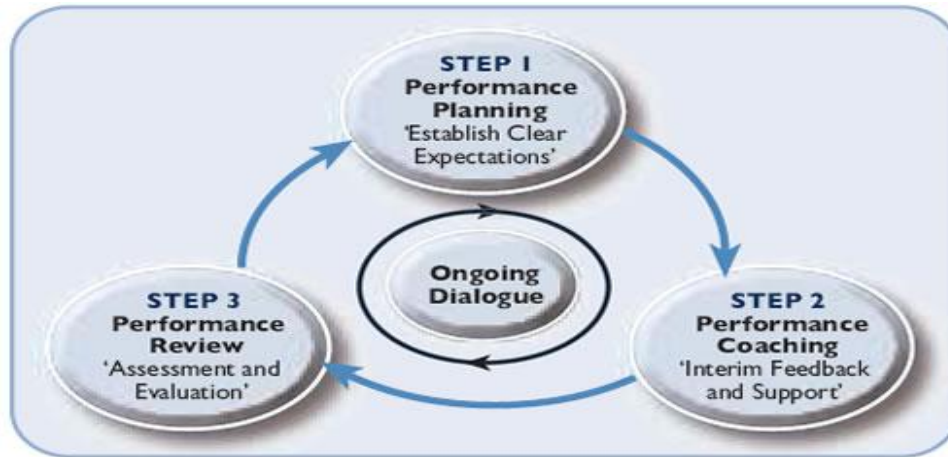 STEP 1
Performance
Planning
‘Establish Clear
Expectations’
Ongoing
Dialogue
STEP 3
Performance
Review
‘Assessment and
Evaluation’
STEP 2
Performance
Coaching
‘Interim Feedback
and Support’